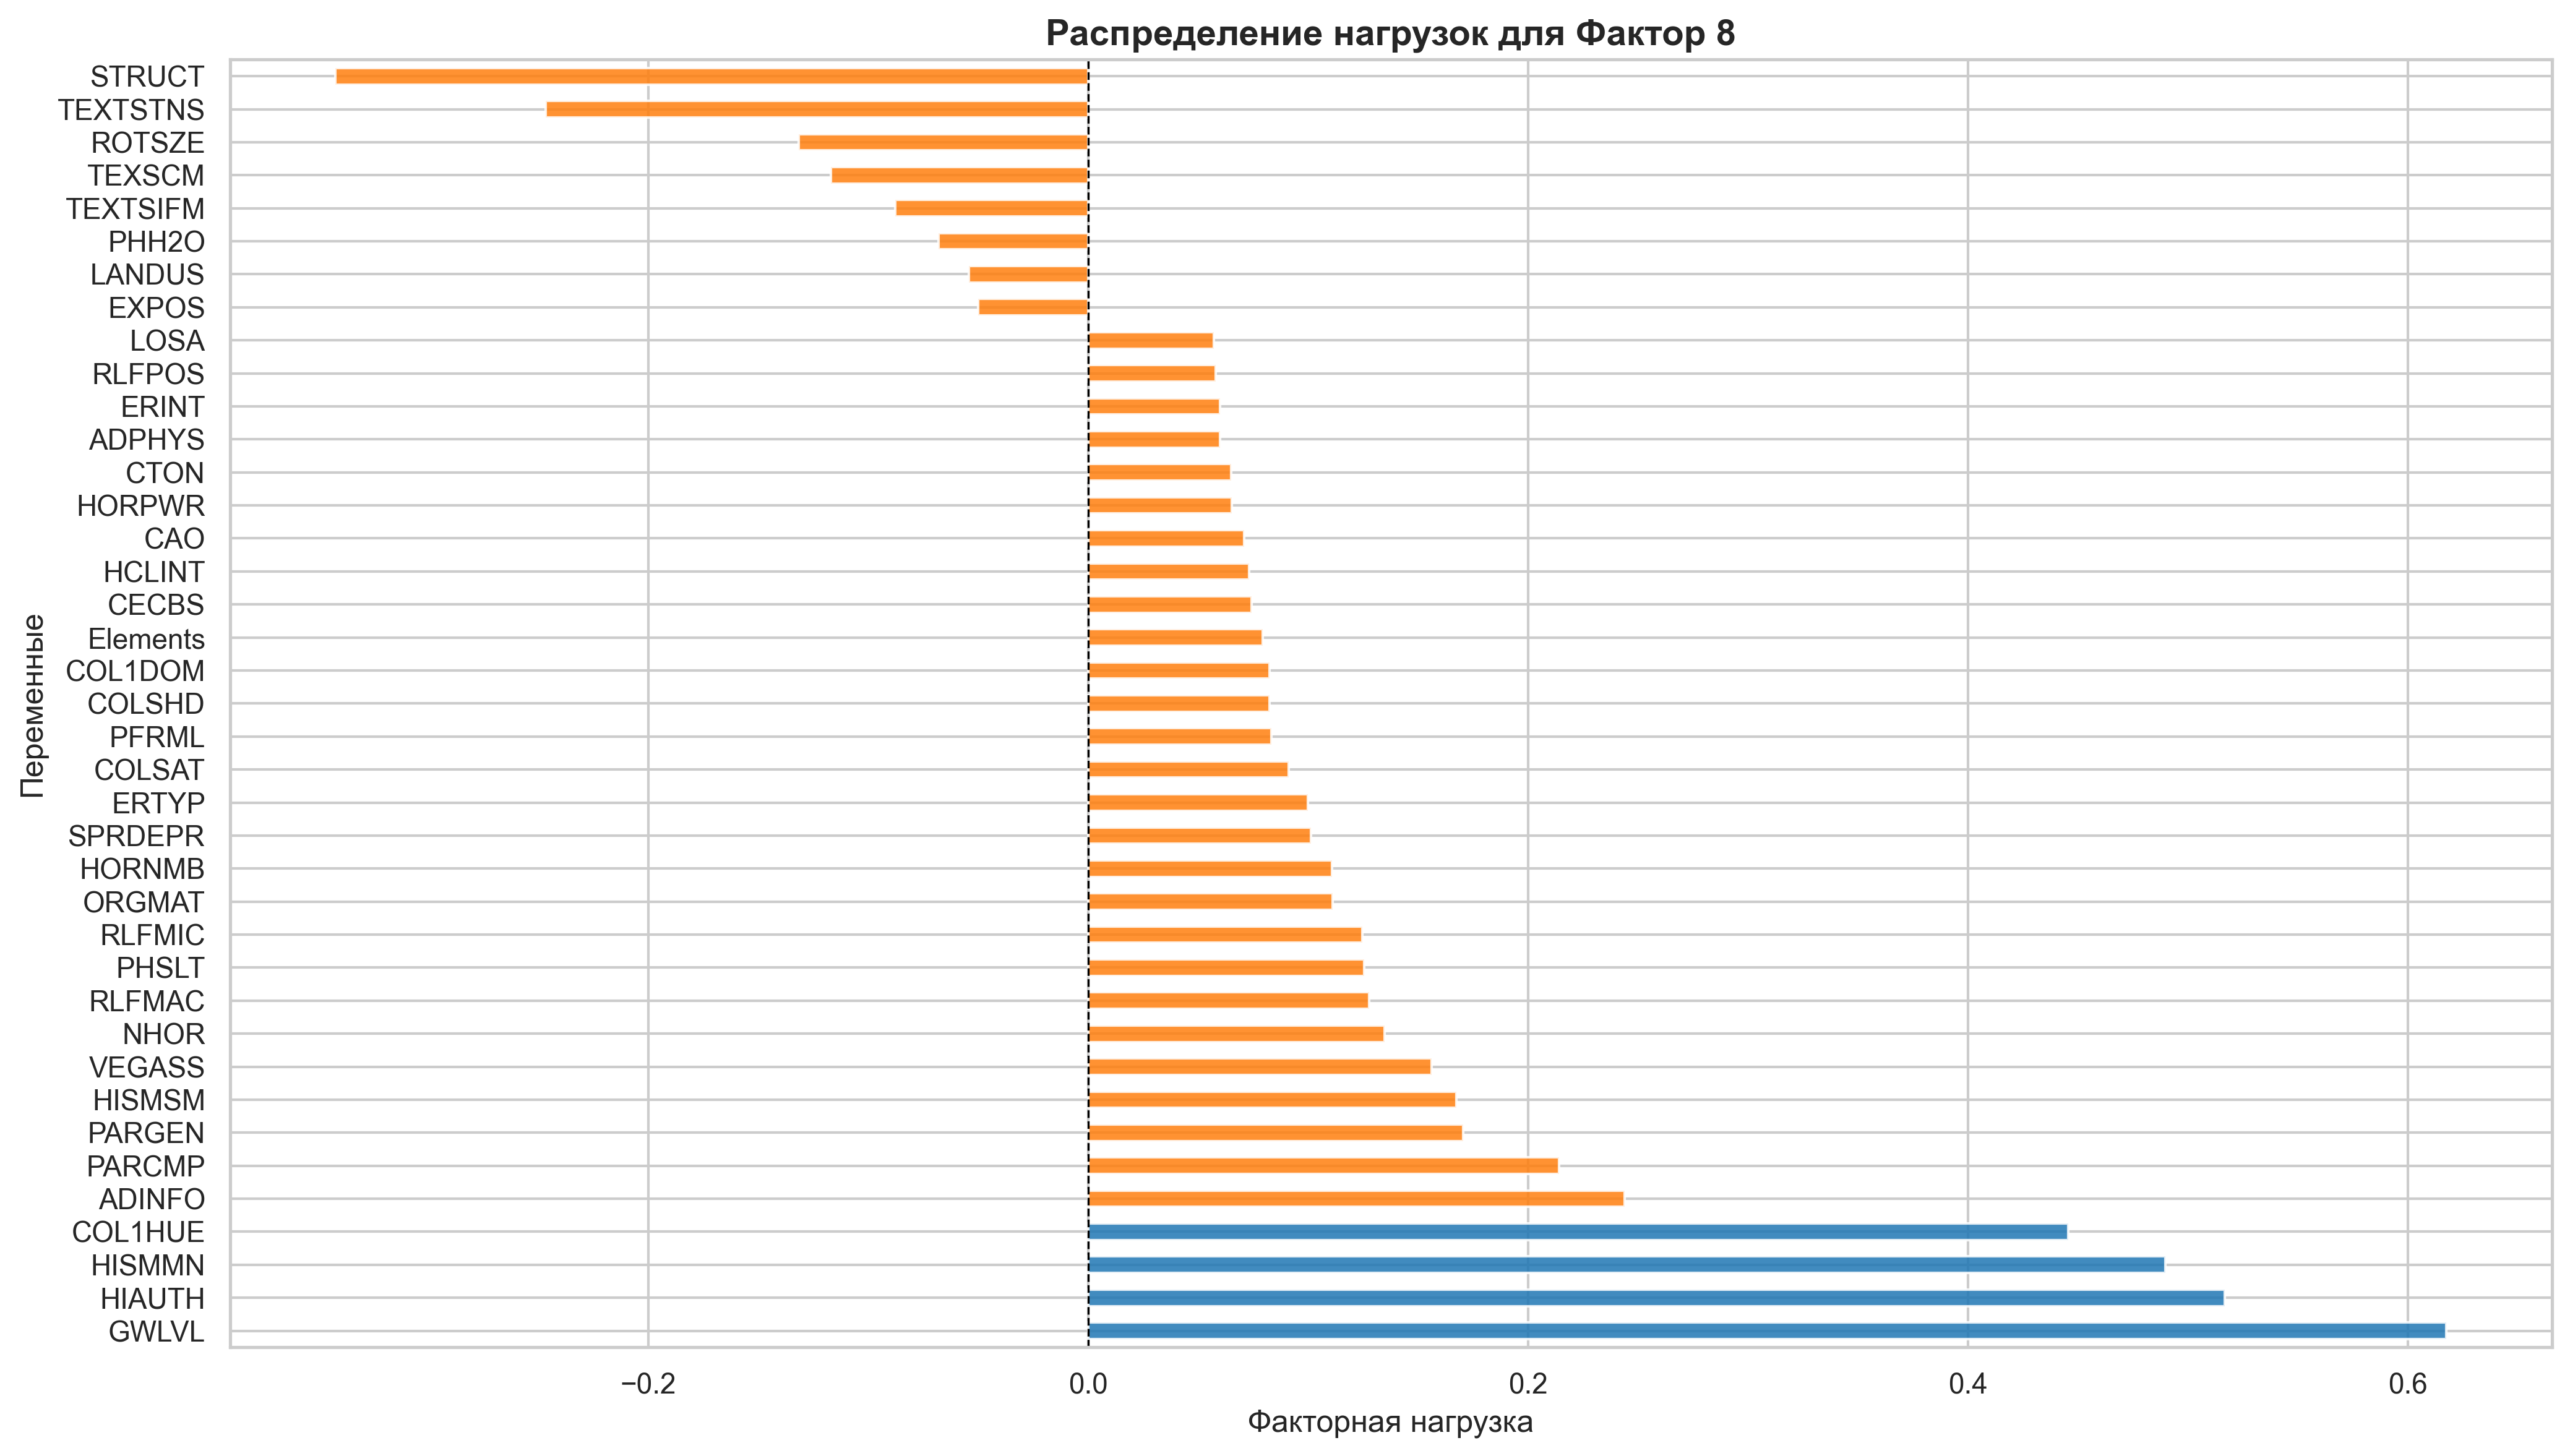 Распределение нагрузок для Фактор 8
STRUCT
TEXTSTNS
ROTSZE
TEXSCM
TEXTSIFM
PHH2O
LANDUS
EXPOS
LOSA
RLFPOS
ERINT
ADPHYS
CTON
HORPWR
CAO
HCLINT
CECBS
Elements
COL1DOM
COLSHD
PFRML
COLSAT
ERTYP
SPRDEPR
HORNMB
ORGMAT
RLFMIC
PHSLT
RLFMAC
NHOR
VEGASS
HISMSM
PARGEN
PARCMP
ADINFO
COL1HUE
HISMMN
HIAUTH
GWLVL
Переменные
−0.2 0.0 0.2 0.4 0.6
Факторная нагрузка